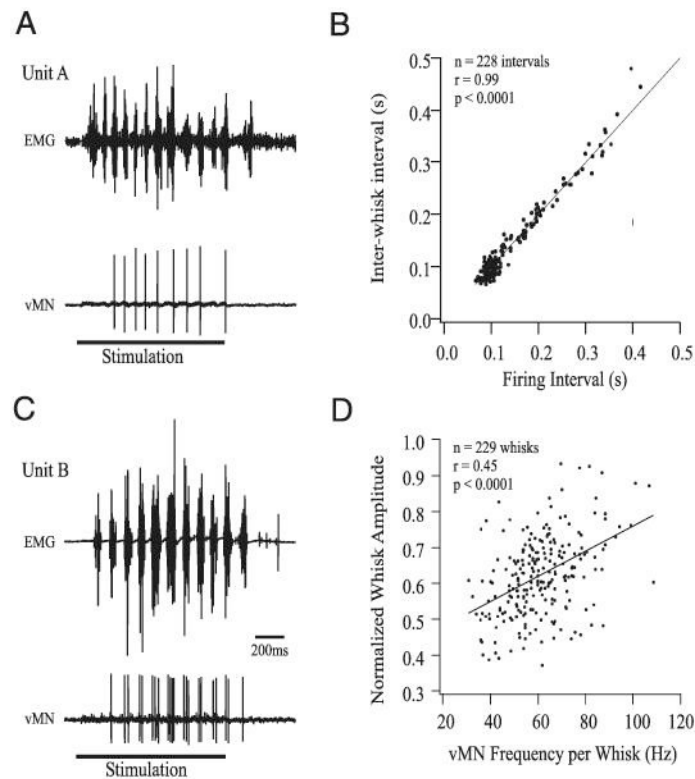 A
Unit A
EMG
vMN
Stimulation
B
n = 228 intervals
r = 0.99
p < 0.0001
Inter-whisk interval (s)
0.5
0.4
0.3
0.2
0.1
0.0
0.0 0.1 0.2 0.3 0.4 0.5
Firing Interval (s)
C
Unit B
EMG
200ms
vMN
Stimulation
D
n = 229 whisks
r = 0.45
p < 0.0001
Normalized Whisk Amplitude
1.0
0.9
0.8
0.7
0.6
0.5
0.4
0.3
20 40 60 80 100 120
vMN Frequency per Whisk (Hz)